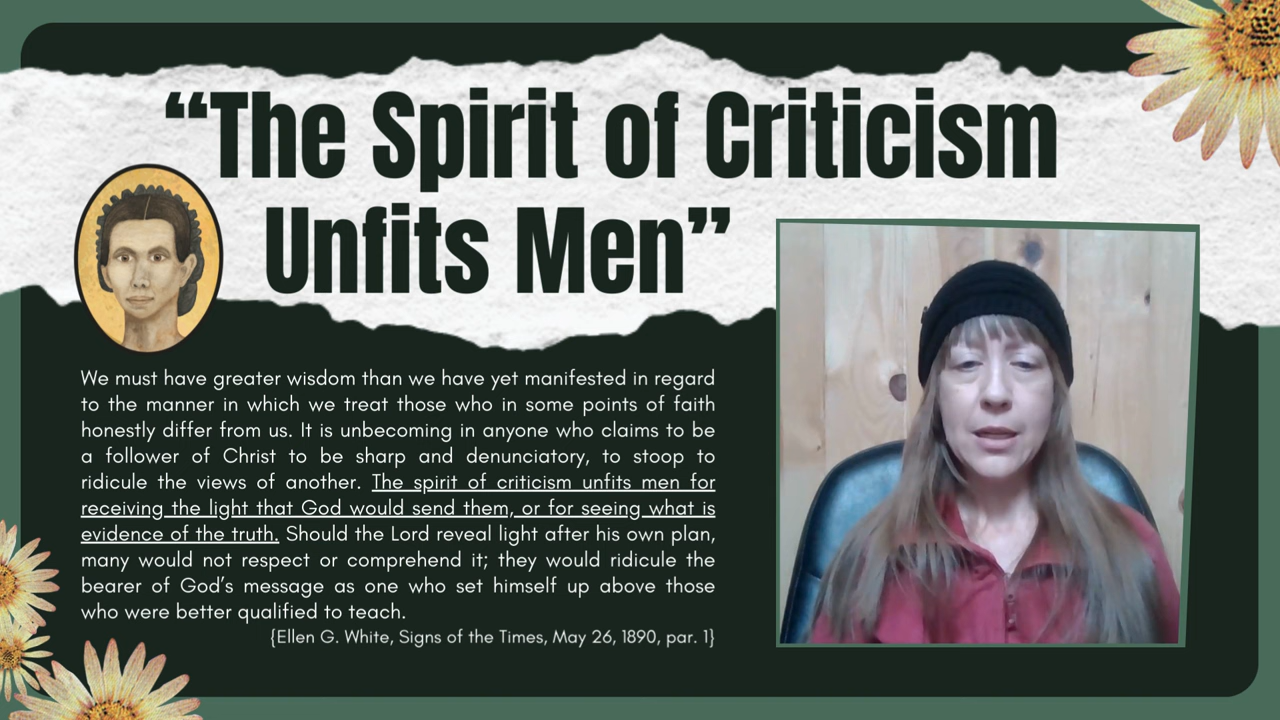 “The Spirit of Criticism
Unfits Men”
We must have greater wisdom than we have yet manifested in regard
to the manner in which we treat those who in some points of faith
honestly differ from us. It is unbecoming in anyone who claims to be
a follower of Christ to be sharp and denunciatory, to stoop to
ridicule the views of another. The spirit of criticism unfits men for
receiving the light that God would send them, or for seeing what is
evidence of the truth. Should the Lord reveal light after his own plan,
many would not respect or comprehend it; they would ridicule the
bearer of God’s message as one who set himself up above those
who were better qualified to teach.
{Ellen G. White, Signs of the Times, May 26, 1890, par. 1}